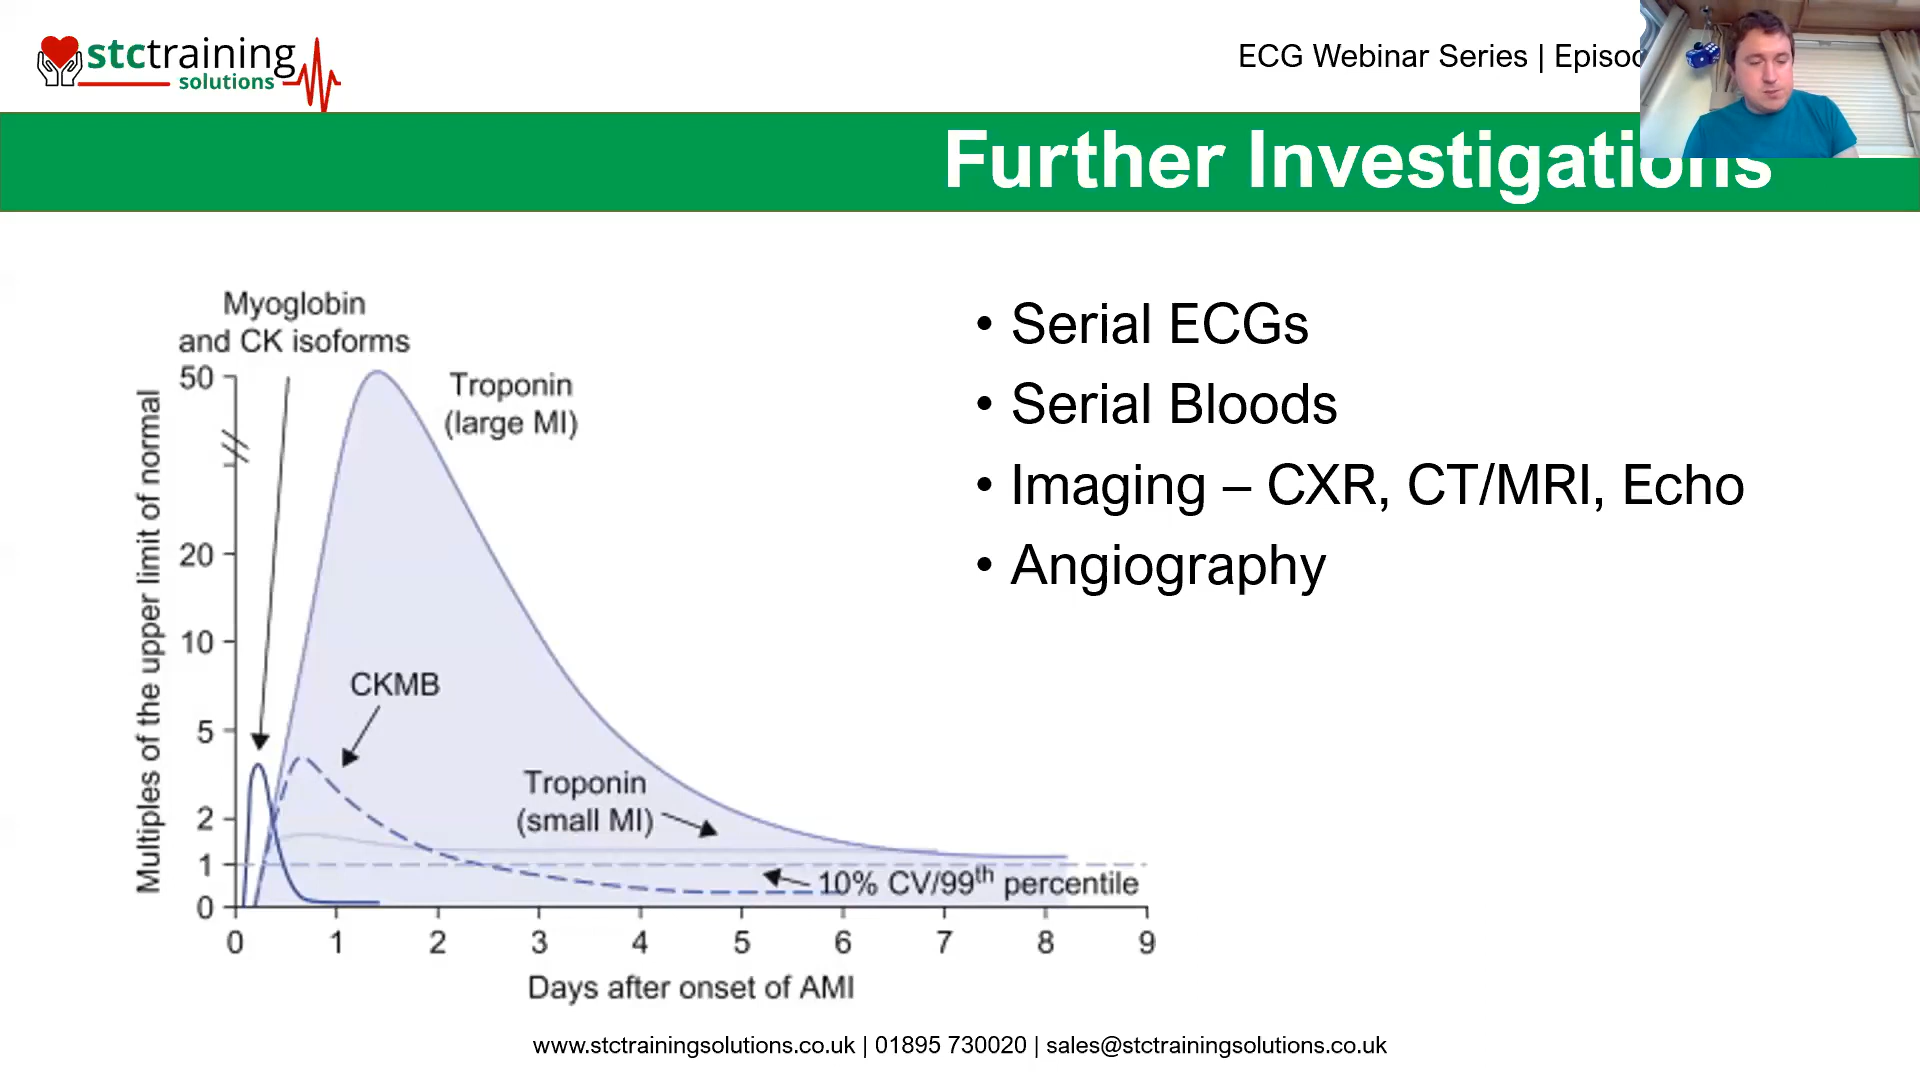 stctraining
solutions
ECG Webinar Series |
Further Investigations
Myoglobin
and CK isoforms
50
20
10
5
2
1
0
Multiples of the upper limit of normal
Troponin
(large MI)
CKMB
Troponin
(small MI)
10% CV/99th percentile
0 1 2 3 4 5 6 7 8 9
Days after onset of AMI
• Serial ECGs
• Serial Bloods
• Imaging – CXR, CT/MRI, Echo
• Angiography
www.stctrainingsolutions.co.uk | 01895 730020 | sales@stctrainingsolutions.co.uk